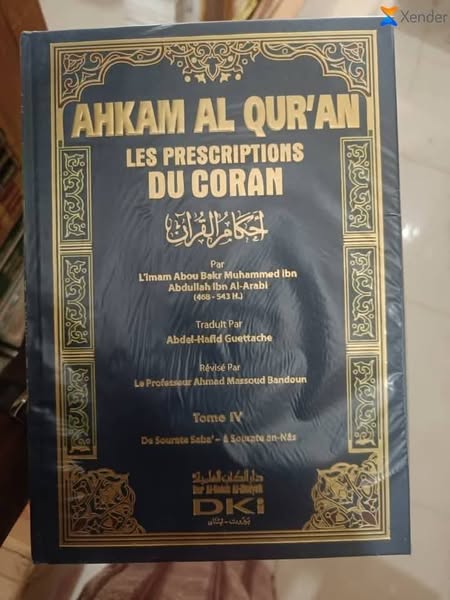 Xender
AHKAM AL QUR'AN
LES PRESCRIPTIONS
DU CORAN
أحكام القرآن
Par
L'imam Abou Bakr Muhammed ibn
Abdullah Ibn Al-Arabi
(468 - 543 H.)
Traduit Par
Abdel-Hafid Guettache
Révisé Par
Le Professeur Ahmad Massoud Bandoun
Tome IV
De Sourate Saba' – à Sourate an-Nâs
دار الكتب العلمية
Dar Al-Kotob Al-Ilmiyah
DKi
بيروت - لبنان